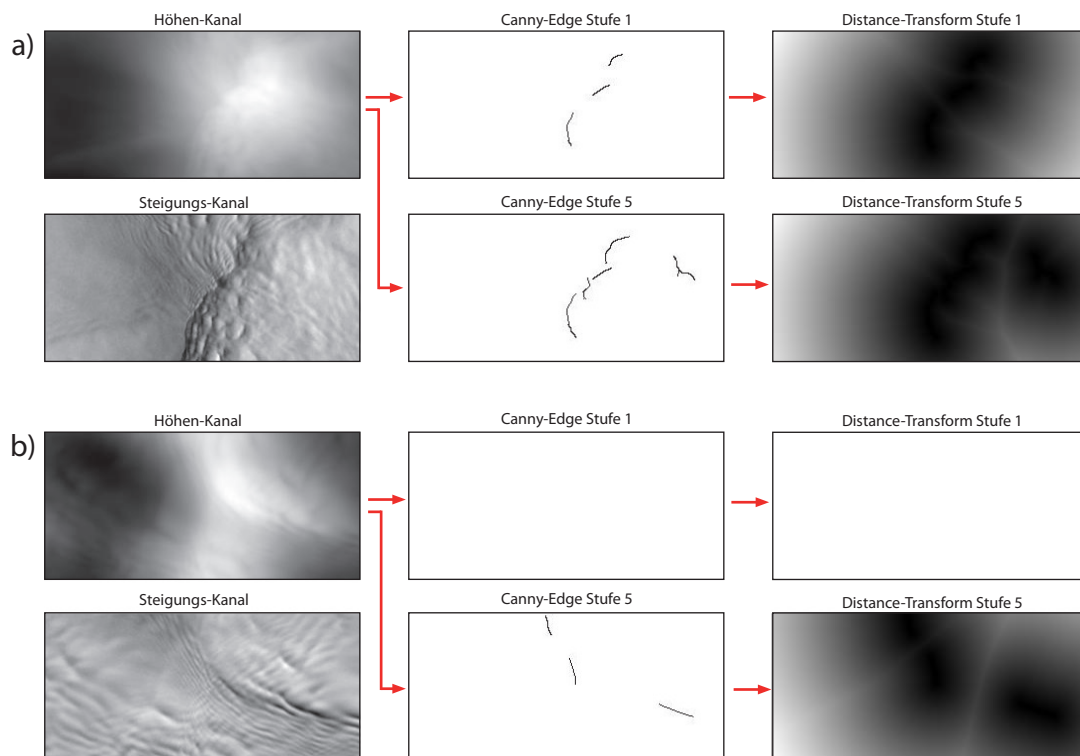 a)
Höhen-Kanal
Canny-Edge Stufe 1
Distance-Transform Stufe 1
Steigungs-Kanal
Canny-Edge Stufe 5
Distance-Transform Stufe 5
b)
Höhen-Kanal
Canny-Edge Stufe 1
Distance-Transform Stufe 1
Steigungs-Kanal
Canny-Edge Stufe 5
Distance-Transform Stufe 5